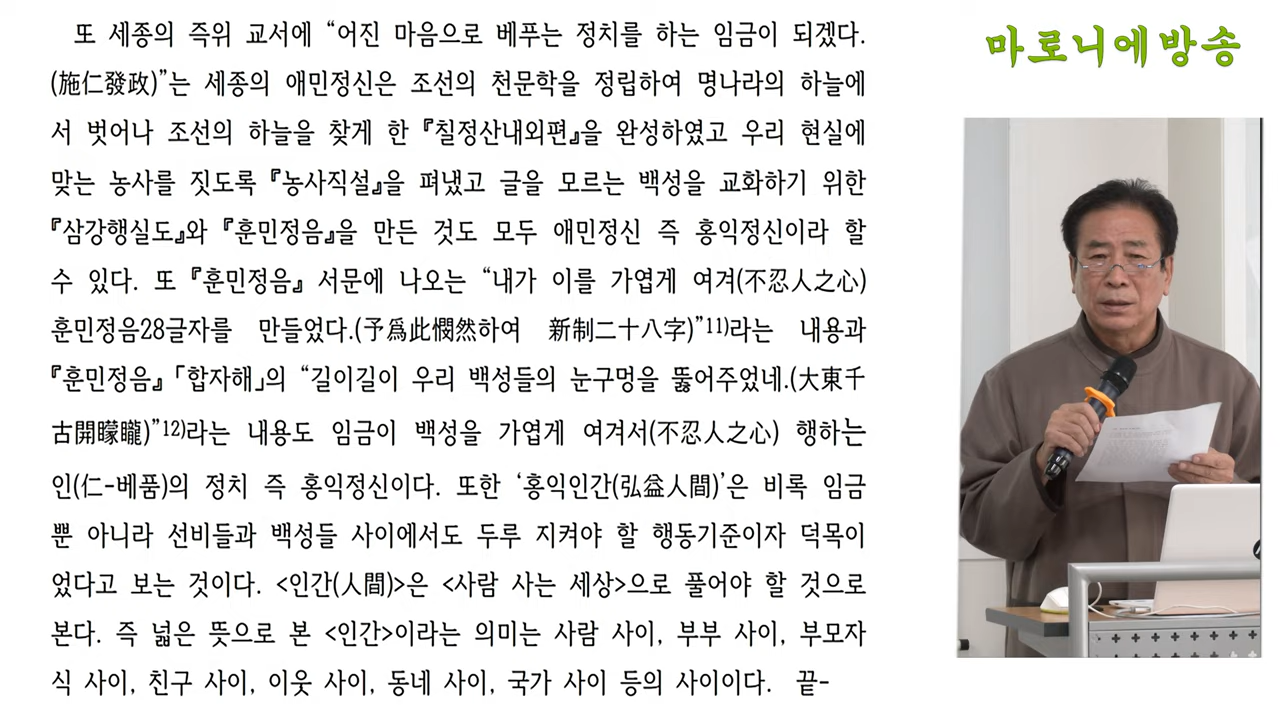 또 세종의 즉위 교서에 “어진 마음으로 베푸는 정치를 하는 임금이 되겠다.
(施仁發政)”는 세종의 애민정신은 조선의 천문학을 정립하여 명나라의 하늘에
서 벗어나 조선의 하늘을 찾게 한 『칠정산내외편』을 완성하였고 우리 현실에
맞는 농사를 짓도록 『농사직설』을 펴냈고 글을 모르는 백성을 교화하기 위한
『삼강행실도』와 『훈민정음』을 만든 것도 모두 애민정신 즉 홍익정신이라 할
수 있다. 또 『훈민정음』 서문에 나오는 “내가 이를 가엽게 여겨(不忍人之心)
훈민정음28글자를 만들었다.(予爲此憫然하여 新制二十八字)”11)라는 내용과
『훈민정음』 「합자해」의 “길이길이 우리 백성들의 눈구멍을 뚫어주었네.(大東千
古開矇矓)”12)라는 내용도 임금이 백성을 가엽게 여겨서(不忍人之心) 행하는
인(仁-베품)의 정치 즉 홍익정신이다. 또한 ‘홍익인간(弘益人間)’은 비록 임금
뿐 아니라 선비들과 백성들 사이에서도 두루 지켜야 할 행동기준이자 덕목이
었다고 보는 것이다. <인간(人間)>은 <사람 사는 세상>으로 풀어야 할 것으로
본다. 즉 넓은 뜻으로 본 <인간>이라는 의미는 사람 사이, 부부 사이, 부모자
식 사이, 친구 사이, 이웃 사이, 동네 사이, 국가 사이 등의 사이이다. 끝-
마로니에방송